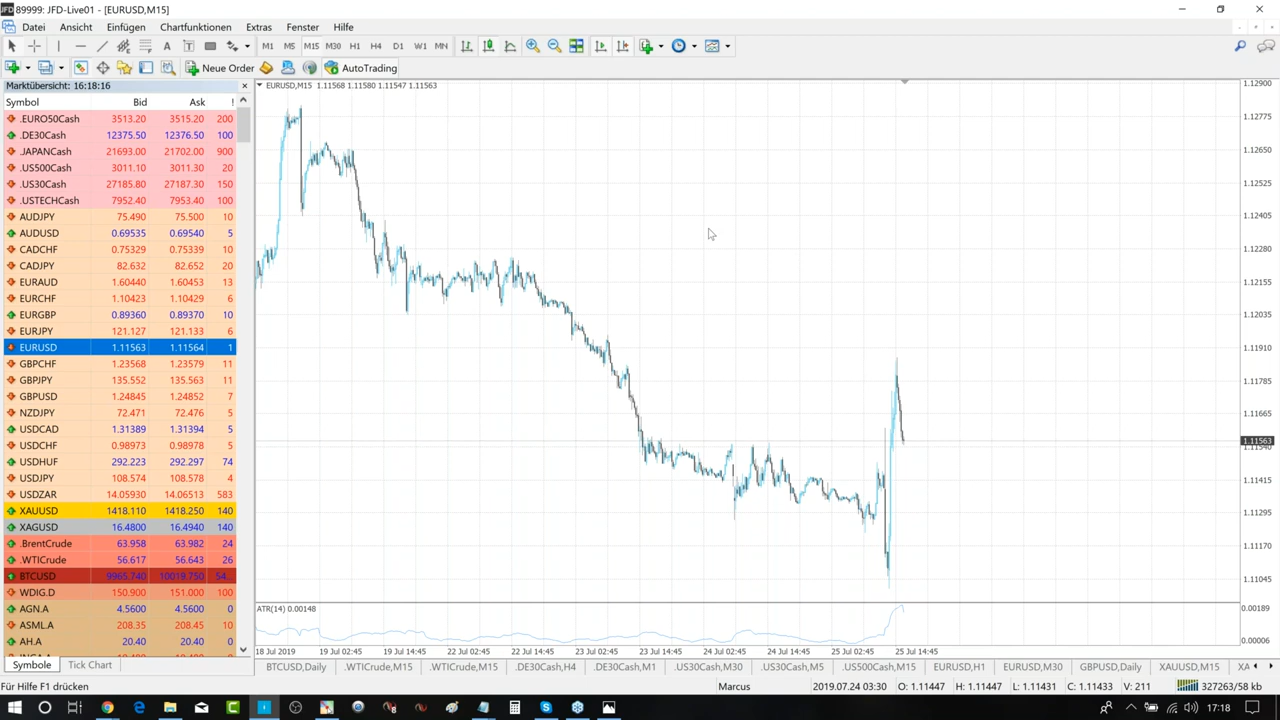 89999: JFD-Live01 - [EURUSD,M15]
Datei Ansicht Einfügen Chartfunktionen Extras Fenster Hilfe
A T M1 M5 M15 M30 H1 H4 D1 W1 MN
New Order AutoTrading
Marktübersicht: 16:18:16
Symbol Bid Ask !
.EURO50Cash 3513.20 3515.20 200
.DE30Cash 12375.50 12376.50 100
.JAPANCash 21693.00 21702.00 900
.US500Cash 3011.10 3011.30 20
.US30Cash 27185.80 27187.30 150
.USTECHCash 7952.40 7953.40 100
AUDJPY 75.490 75.500 10
AUDUSD 0.69535 0.69540 5
CADCHF 0.75329 0.75339 10
CADJPY 82.632 82.652 20
EURAUD 1.60440 1.60453 13
EURCHF 1.10423 1.10429 6
EURGBP 0.89360 0.89370 10
EURJPY 121.127 121.133 6
EURUSD 1.11563 1.11564 1
GBPCHF 1.23568 1.23579 11
GBPJPY 135.552 135.563 11
GBPUSD 1.24845 1.24852 7
NZDJPY 72.471 72.476 5
USDCAD 1.31389 1.31394 5
USDCHF 0.98973 0.98978 5
USDHUF 292.223 292.297 74
USDJPY 108.574 108.578 4
USDZAR 14.05930 14.06513 583
XAUUSD 1418.110 1418.250 140
XAGUSD 16.4800 16.4940 140
.BrentCrude 63.958 63.982 24
.WTICrude 56.617 56.643 26
BTCUSD 9965.740 10019.750 54...
WDIG.D 150.900 151.000 100
AGN.A 4.5600 4.5600 0
ASML.A 208.35 208.45 10
AH.A 20.40 20.40 0
Symbole Tick Chart
EURUSD,M15 1.11568 1.11580 1.11547 1.11563
1.12900
1.12775
1.12650
1.12525
1.12405
1.12280
1.12155
1.12035
1.11910
1.11785
1.11665
1.11563
1.11540
1.11415
1.11295
1.11170
1.11045
ATR(14) 0.00148
0.00189
0.00006
18 Jul 2019 19 Jul 02:45 19 Jul 14:45 22 Jul 02:45 22 Jul 14:45 23 Jul 02:45 23 Jul 14:45 24 Jul 02:45 24 Jul 14:45 25 Jul 02:45 25 Jul 14:45
BTCUSD,Daily .WTICrude,M15 .WTICrude,M15 .DE30Cash,H4 .DE30Cash,M1 .US30Cash,M30 .US30Cash,M5 .US500Cash,M15 EURUSD,H1 EURUSD,M30 GBPUSD,Daily XAUUSD,M15 XA
Für Hilfe F1 drücken Marcus 2019.07.24 03:30 O: 1.11447 H: 1.11447 L: 1.11431 C: 1.11433 V: 211 327263/58 kb
17:18